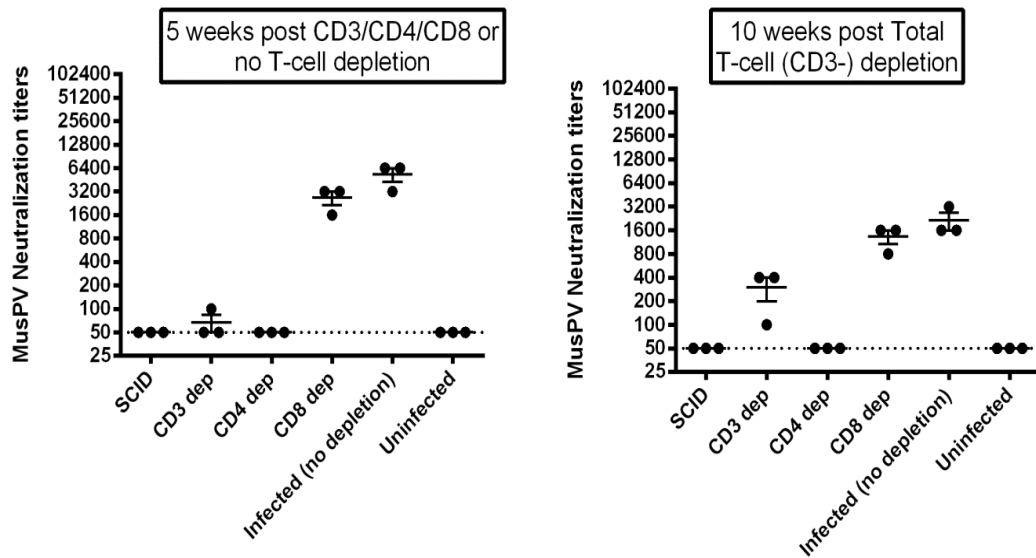 5 weeks post CD3/CD4/CD8 or
no T-cell depletion
MusPV Neutralization titers
102400
51200
25600
12800
6400
3200
1600
800
400
200
100
50
25
SCID
CD3 dep
CD4 dep
CD8 dep
Infected (no depletion)
Uninfected
10 weeks post Total
T-cell (CD3-) depletion
MusPV Neutralization titers
102400
51200
25600
12800
6400
3200
1600
800
400
200
100
50
25
SCID
CD3 dep
CD4 dep
CD8 dep
Infected (no depletion)
Uninfected